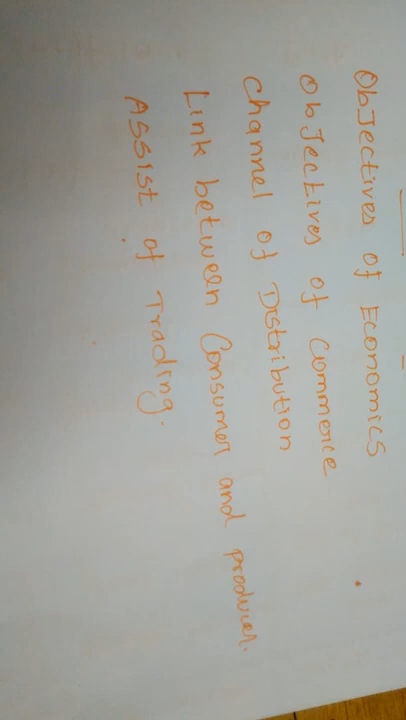 Objectives of Economics
Objectives of Commerce
Channel of Distribution
Link between Consumer and producer.
Assist of Trading.